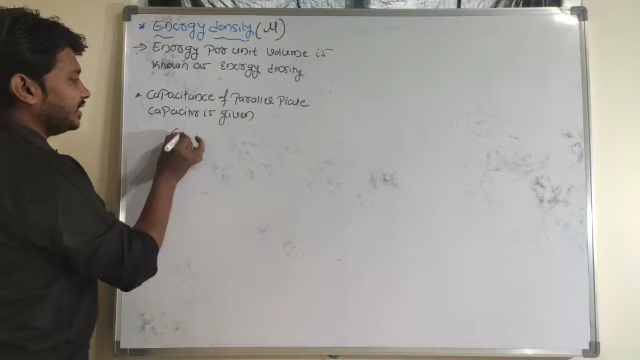 * Energy density (U)
→ Energy Per unit volume is
known as Energy density
* Capacitance of Parallel Plate
Capacitor is given